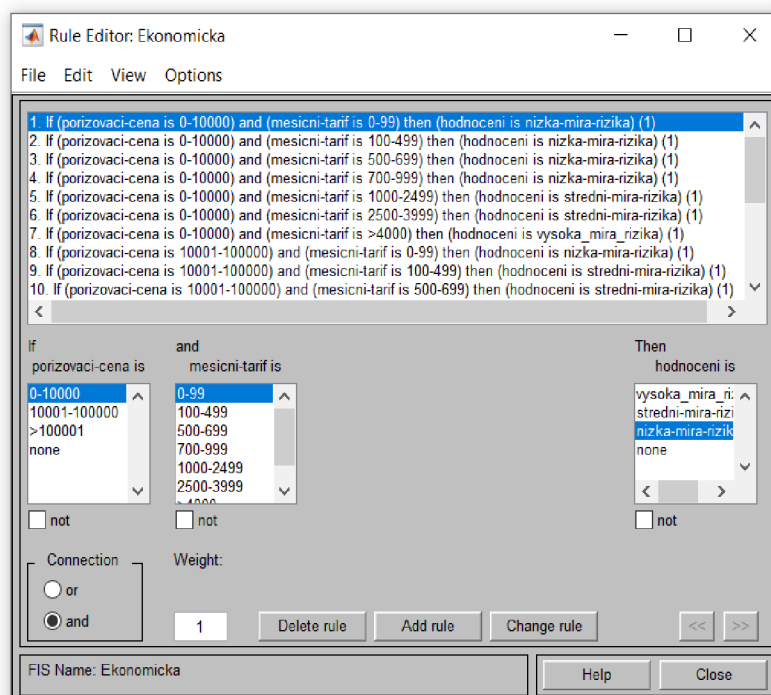 Rule Editor: Ekonomicka
File Edit View Options
1. If (porizovaci-cena is 0-10000) and (mesicni-tarif is 0-99) then (hodnoceni is nizka-mira-rizika) (1)
2. If (porizovaci-cena is 0-10000) and (mesicni-tarif is 100-499) then (hodnoceni is nizka-mira-rizika) (1)
3. If (porizovaci-cena is 0-10000) and (mesicni-tarif is 500-699) then (hodnoceni is nizka-mira-rizika) (1)
4. If (porizovaci-cena is 0-10000) and (mesicni-tarif is 700-999) then (hodnoceni is nizka-mira-rizika) (1)
5. If (porizovaci-cena is 0-10000) and (mesicni-tarif is 1000-2499) then (hodnoceni is stredni-mira-rizika) (1)
6. If (porizovaci-cena is 0-10000) and (mesicni-tarif is 2500-3999) then (hodnoceni is stredni-mira-rizika) (1)
7. If (porizovaci-cena is 0-10000) and (mesicni-tarif is >4000) then (hodnoceni is vysoka_mira_rizika) (1)
8. If (porizovaci-cena is 10001-100000) and (mesicni-tarif is 0-99) then (hodnoceni is nizka-mira-rizika) (1)
9. If (porizovaci-cena is 10001-100000) and (mesicni-tarif is 100-499) then (hodnoceni is stredni-mira-rizika) (1)
10. If (porizovaci-cena is 10001-100000) and (mesicni-tarif is 500-699) then (hodnoceni is stredni-mira-rizika) (1)
If
porizovaci-cena is
0-10000
10001-100000
>100001
none
not
and
mesicni-tarif is
0-99
100-499
500-699
700-999
1000-2499
2500-3999
>4000
not
Then
hodnoceni is
vysoka_mira_ri
stredni-mira-rizi
nizka-mira-rizik
none
not
Connection
or
and
Weight:
1
Delete rule
Add rule
Change rule
<<
>>
FIS Name: Ekonomicka
Help
Close